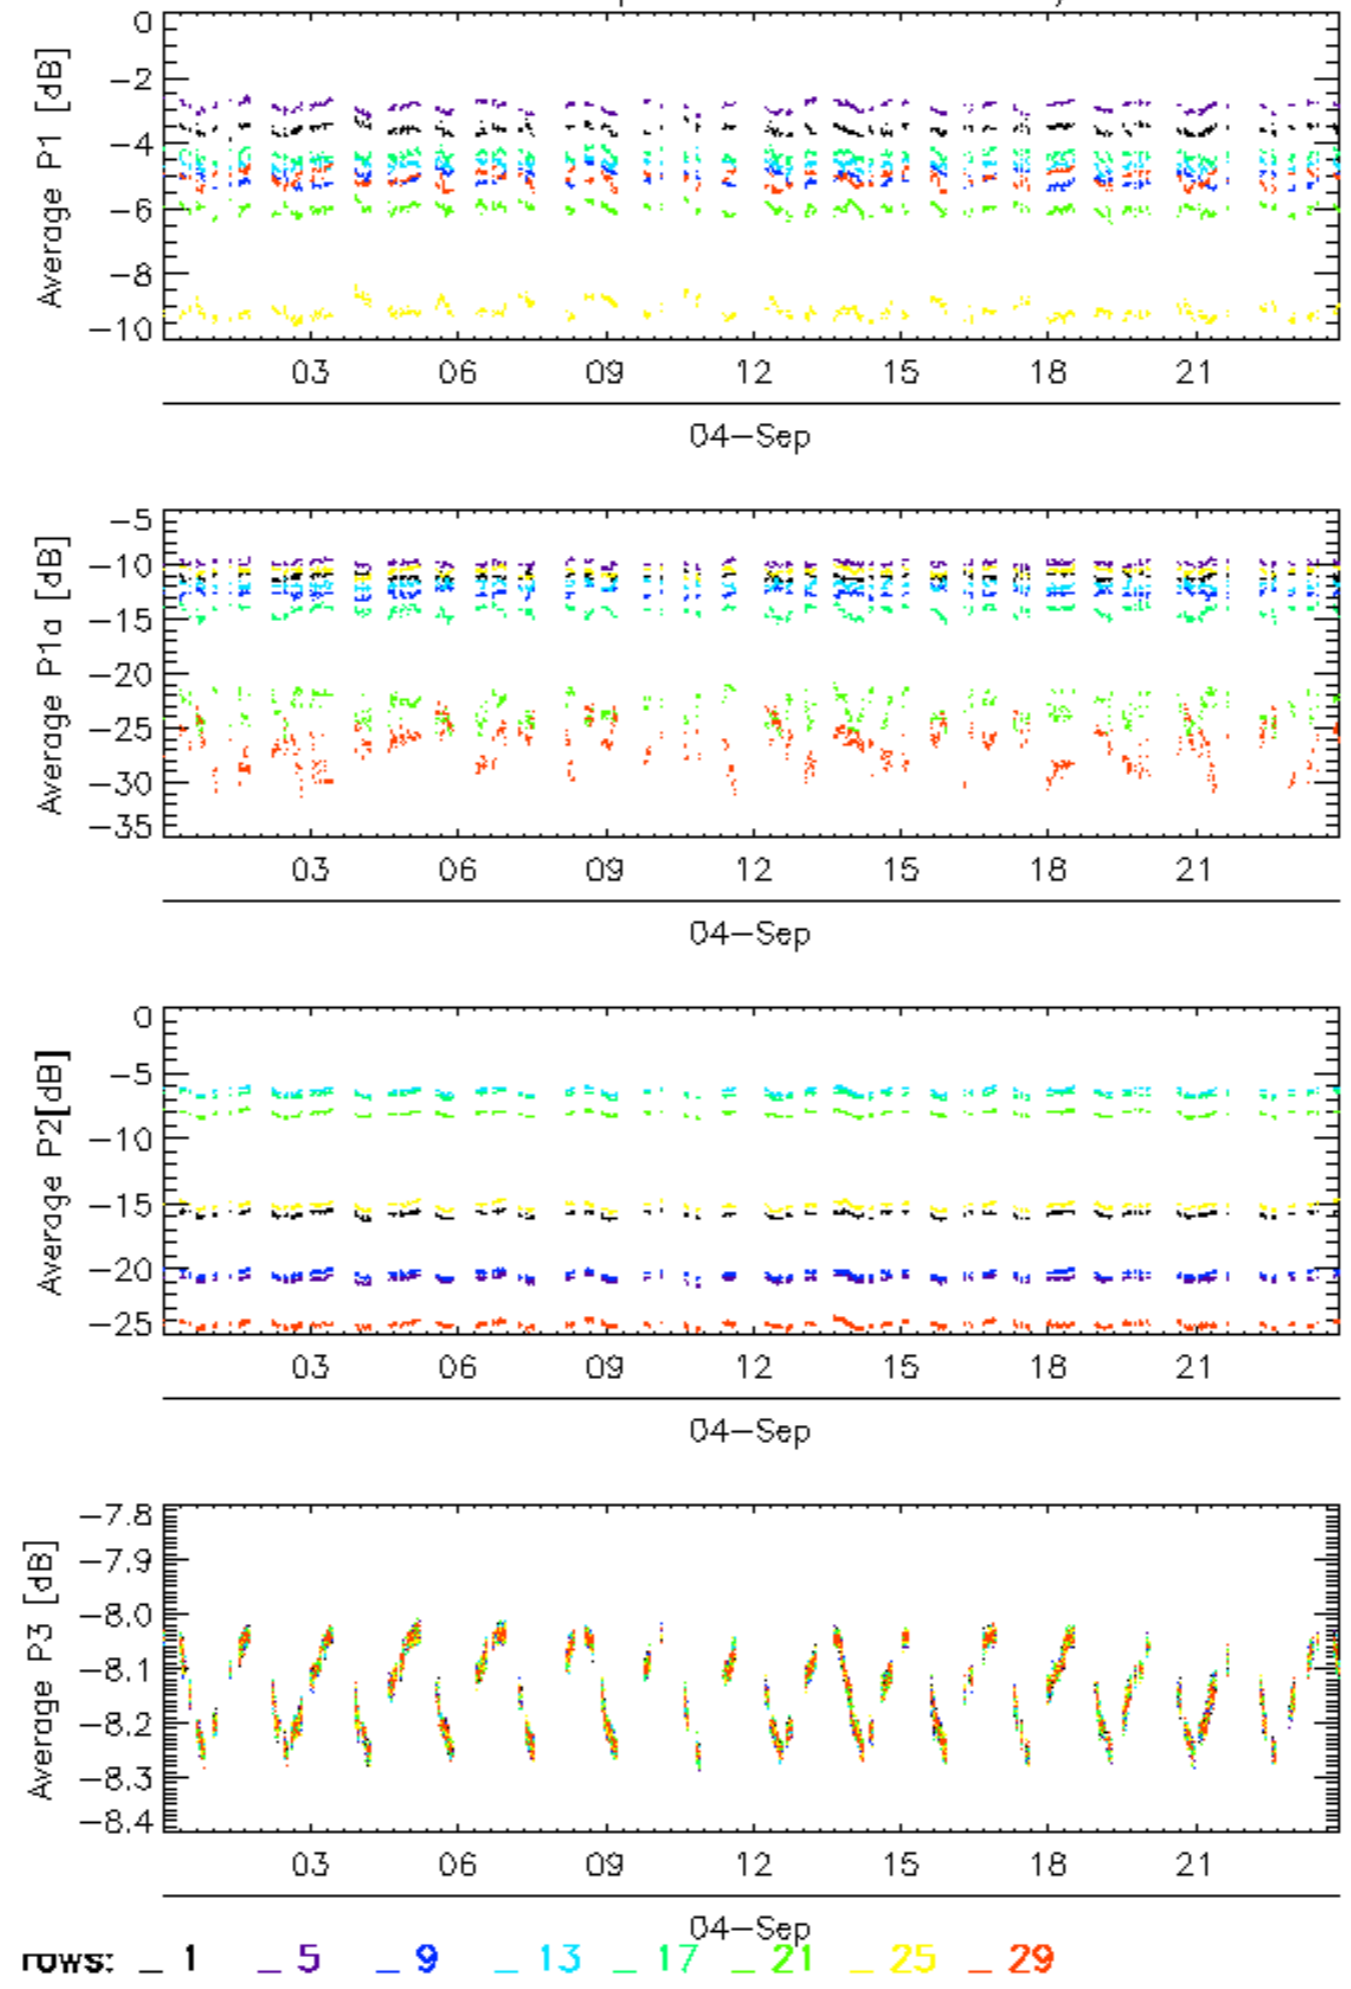 0
−2
−4
−6
−8
−10
Average P1 [dB]
03 06 09 12 15 18 21
04−Sep
−5
−10
−15
−20
−25
−30
−35
Average P1a [dB]
03 06 09 12 15 18 21
04−Sep
0
−5
−10
−15
−20
−25
Average P2[dB]
03 06 09 12 15 18 21
04−Sep
−7.8
−7.9
−8.0
−8.1
−8.2
−8.3
−8.4
Average P3 [dB]
03 06 09 12 15 18 21
04−Sep
rows: _ 1 _ 5 _ 9 _ 13 _ 17 _ 21 _ 25 _ 29